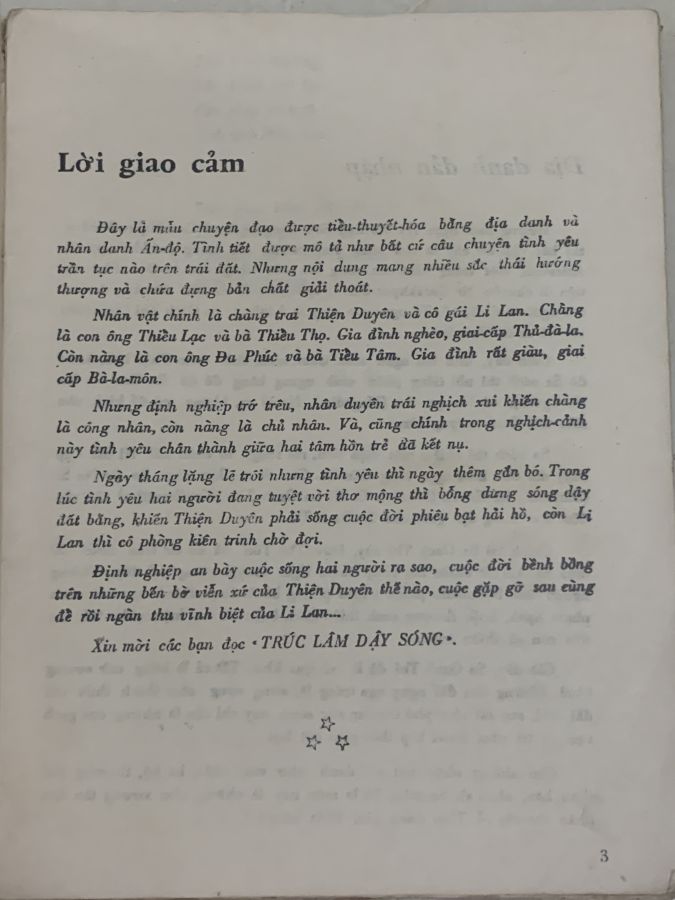 Lời giao cảm
Đây là mẩu chuyện đạo được tiểu-thuyết-hóa bằng địa danh và
nhân danh Ấn-độ. Tình tiết được mô tả như bất cứ câu chuyện tình yêu
trần tục nào trên trái đất. Nhưng nội dung mang nhiều sắc thái hướng
thượng và chứa đựng bản chất giải thoát.
Nhân vật chính là chàng trai Thiện Duyên và cô gái Li Lan. Chàng
là con ông Thiều Lạc và bà Thiều Thọ. Gia đình nghèo, giai-cấp Thủ-đà-la.
Còn nàng là con ông Đa Phúc và bà Tiều Tâm. Gia đình rất giàu, giai
cấp Bà-la-môn.
Nhưng định nghiệp trớ trêu, nhân duyên trái nghịch xui khiến chàng
là công nhân, còn nàng là chủ nhân. Và, cũng chính trong nghịch-cảnh
này tình yêu chân thành giữa hai tâm hồn trẻ đã kết nụ.
Ngày tháng lặng lẽ trôi nhưng tình yêu thì ngày thêm gắn bó. Trong
lúc tình yêu hai người đang tuyệt vời thơ mộng thì bỗng dưng sóng dậy
đất bằng, khiến Thiện Duyên phải sống cuộc đời phiêu bạt hải hồ, còn Li
Lan thì cô phòng kiên trinh chờ đợi.
Định nghiệp an bày cuộc sống hai người ra sao, cuộc đời bềnh bồng
trên những bến bờ viễn xứ của Thiện Duyên thế nào, cuộc gặp gỡ sau cùng
để rồi ngàn thu vĩnh biệt của Li Lan...
Xin mời các bạn đọc «TRÚC LÂM DẬY SÓNG».
3